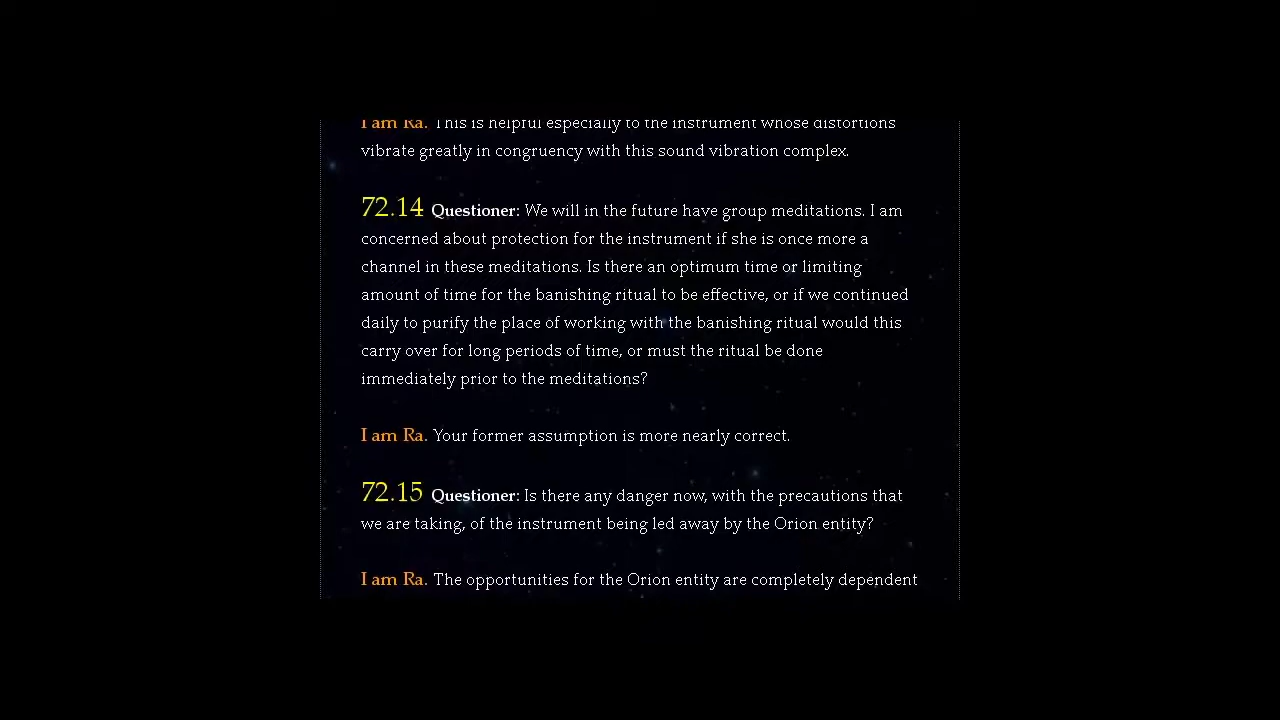 I am Ra. This is helpful especially to the instrument whose distortions
vibrate greatly in congruency with this sound vibration complex.
72.14 Questioner: We will in the future have group meditations. I am
concerned about protection for the instrument if she is once more a
channel in these meditations. Is there an optimum time or limiting
amount of time for the banishing ritual to be effective, or if we continued
daily to purify the place of working with the banishing ritual would this
carry over for long periods of time, or must the ritual be done
immediately prior to the meditations?
I am Ra. Your former assumption is more nearly correct.
72.15 Questioner: Is there any danger now, with the precautions that
we are taking, of the instrument being led away by the Orion entity?
I am Ra. The opportunities for the Orion entity are completely dependent